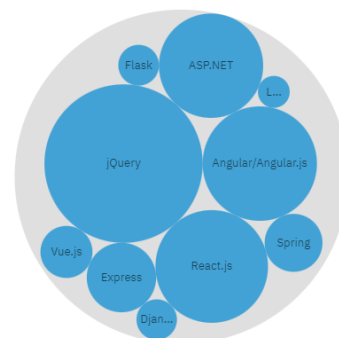 Flask
ASP.NET
L...
jQuery
Angular/Angular.js
Vue.js
Spring
Express
React.js
Djan...